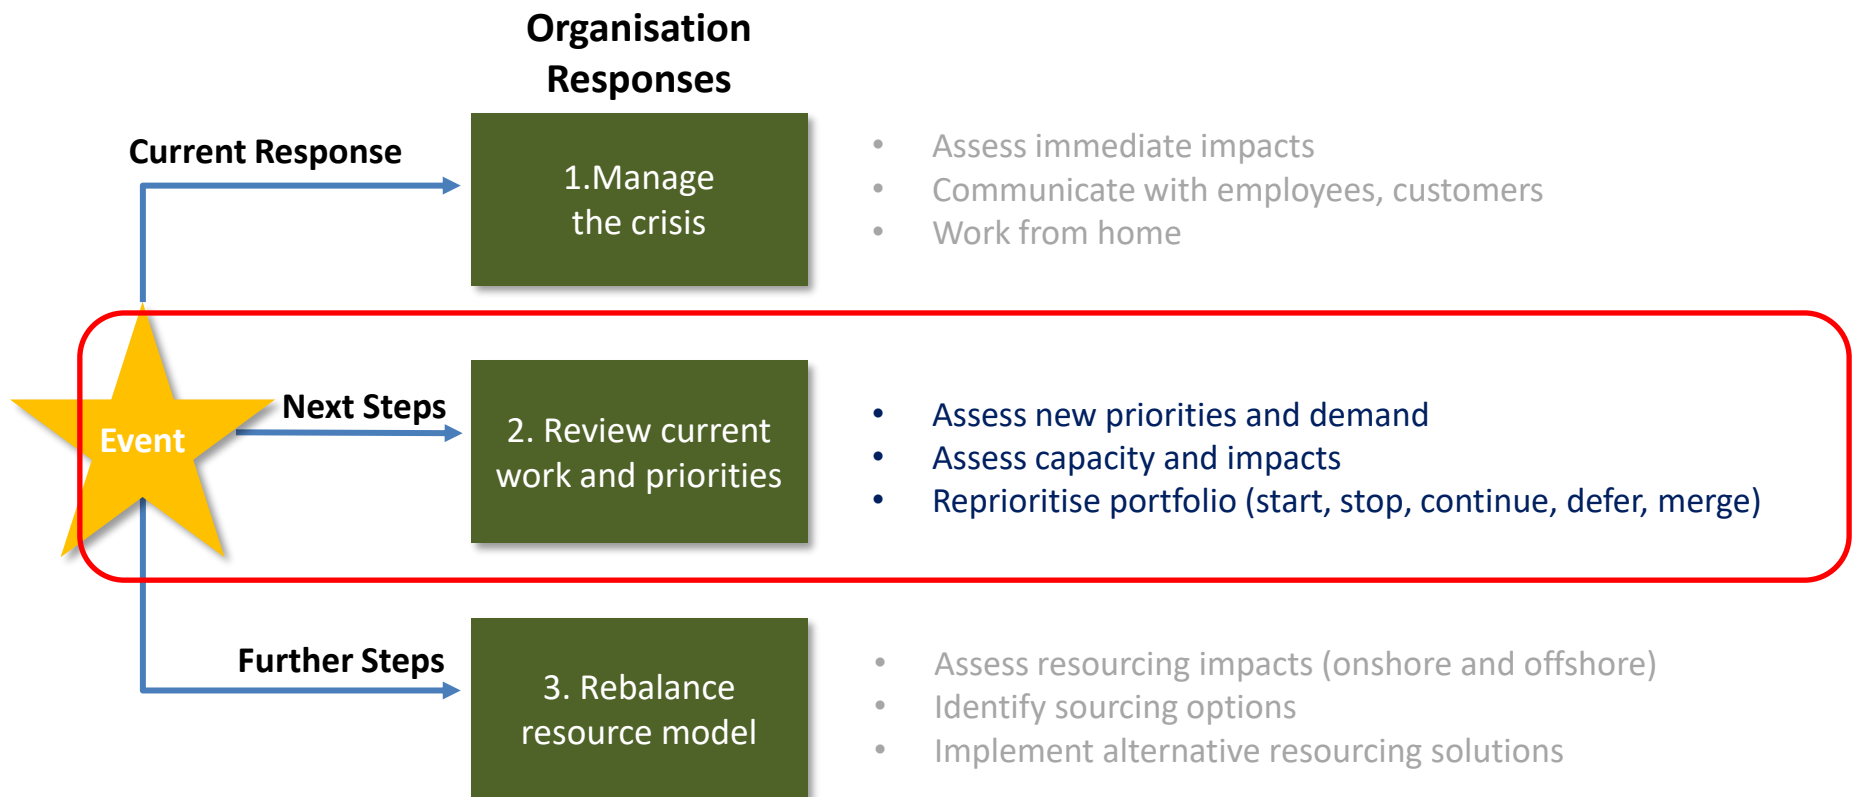 Organisation
Responses
Current Response
1.Manage
the crisis
• Assess immediate impacts
• Communicate with employees, customers
• Work from home
Event
Next Steps
2. Review current
work and priorities
• Assess new priorities and demand
• Assess capacity and impacts
• Reprioritise portfolio (start, stop, continue, defer, merge)
Further Steps
3. Rebalance
resource model
• Assess resourcing impacts (onshore and offshore)
• Identify sourcing options
• Implement alternative resourcing solutions